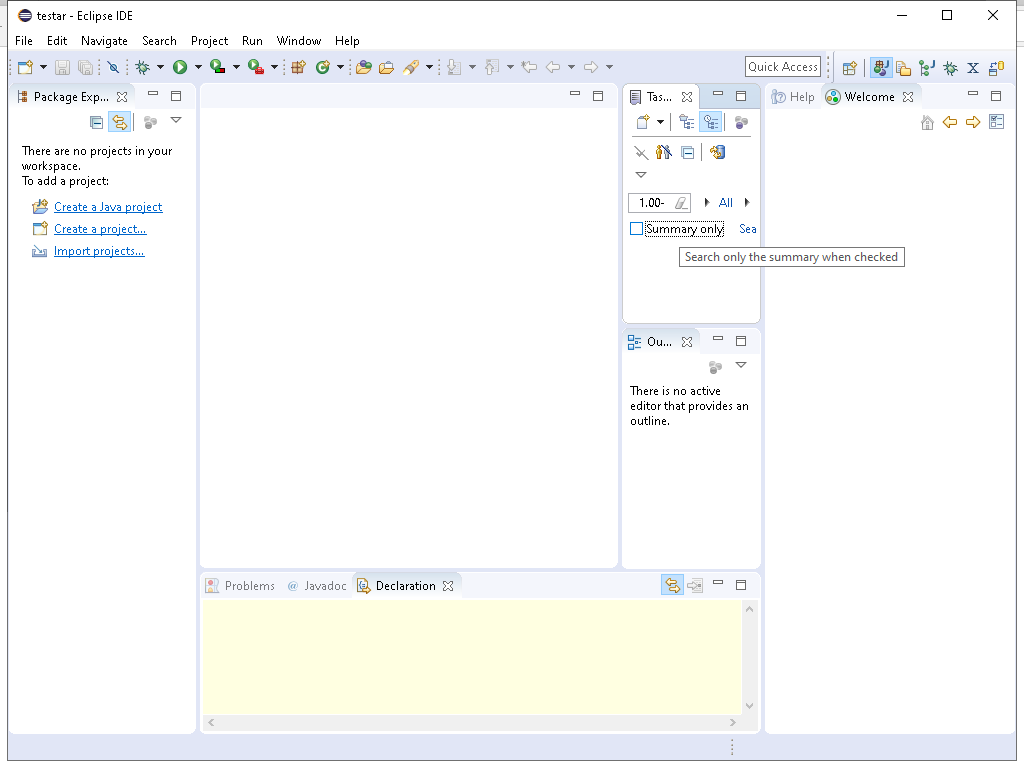 testar - Eclipse IDE
File Edit Navigate Search Project Run Window Help
Quick Access
Package Exp...
There are no projects in your
workspace.
To add a project:
Create a Java project
Create a project...
Import projects...
Tas...
1.00-
All
Summary only
Sea
Search only the summary when checked
Ou...
There is no active
editor that provides an
outline.
Help
Welcome
Problems
@ Javadoc
Declaration